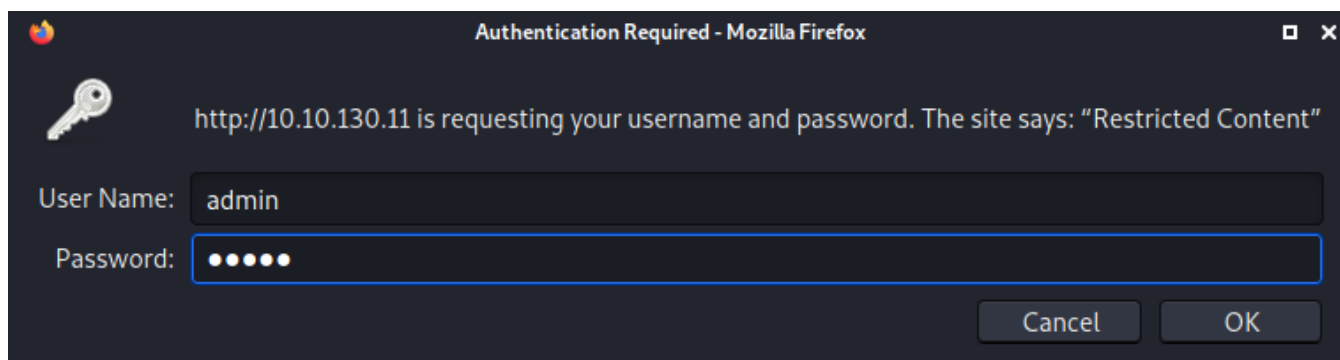 Authentication Required - Mozilla Firefox
http://10.10.130.11 is requesting your username and password. The site says: “Restricted Content”
User Name: admin
Password: •••••
Cancel OK